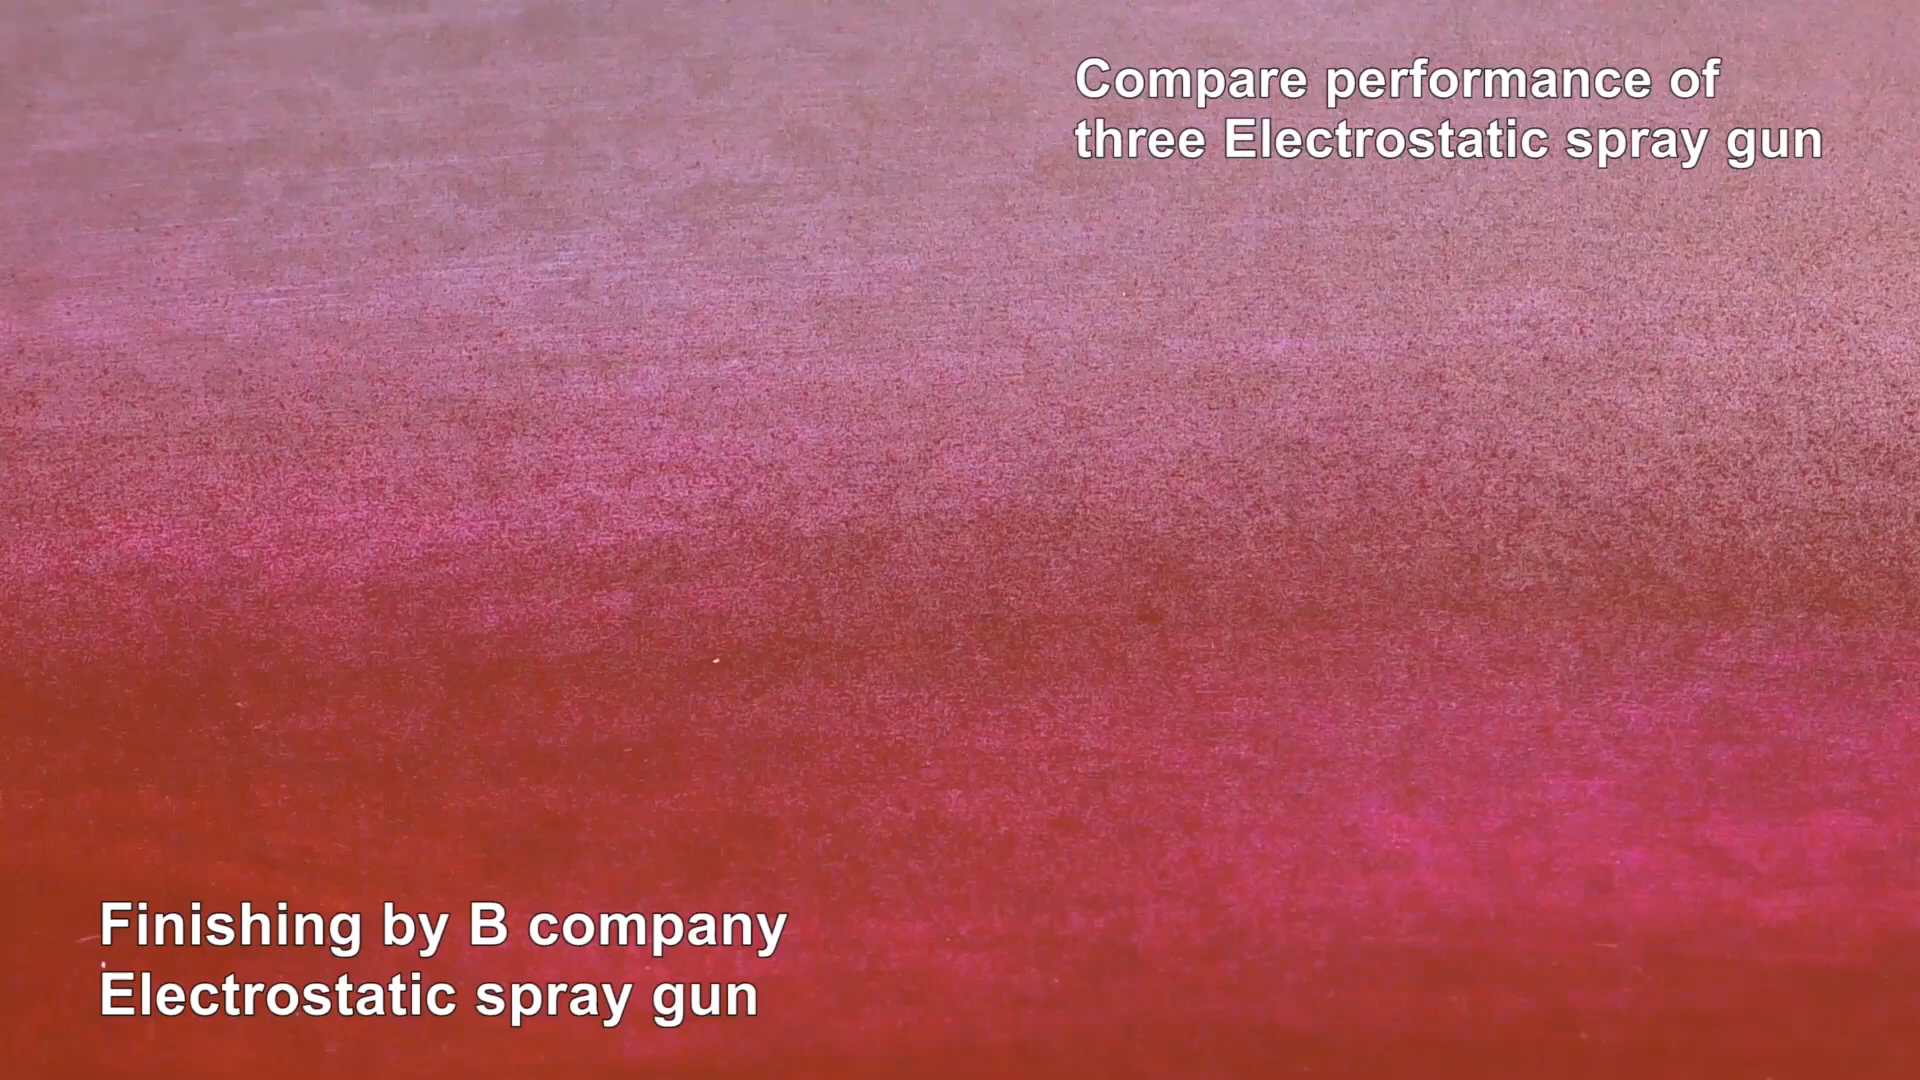 Compare performance of
three Electrostatic spray gun
Finishing by B company
Electrostatic spray gun